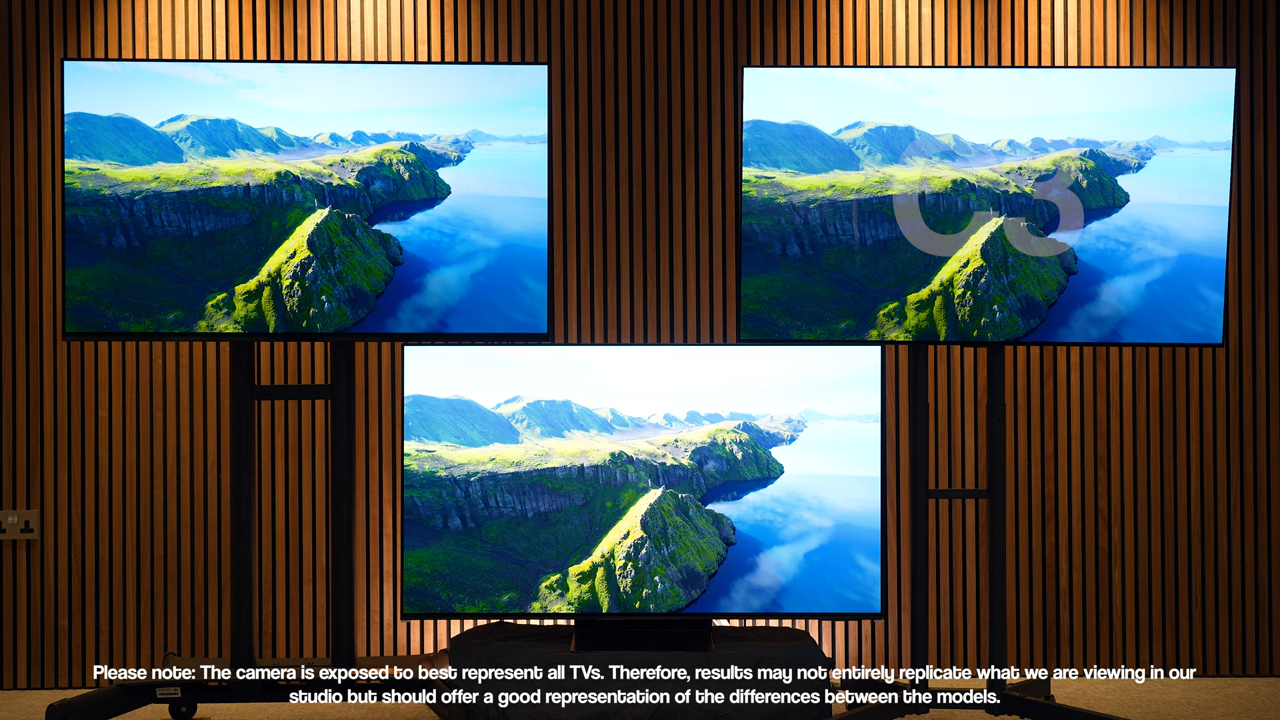 C3
Please note: The camera is exposed to best represent all TVs. Therefore, results may not entirely replicate what we are viewing in our
studio but should offer a good representation of the differences between the models.